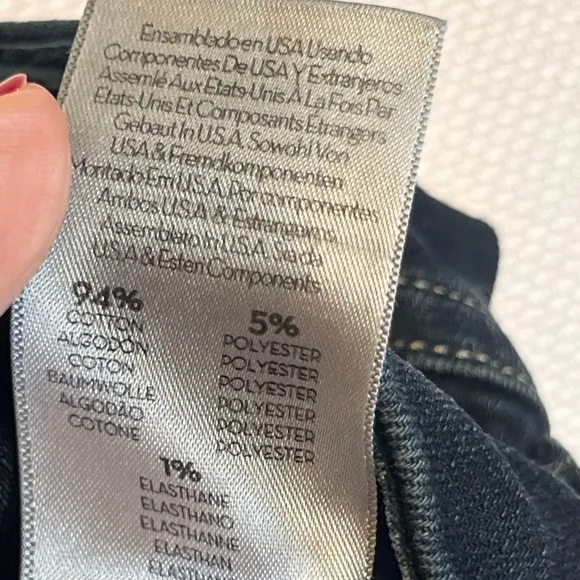 Ensamblado en USA Usando
Componentes De USA Y Extranjeros
Assemlé Aux Etats-Unis À La Fois Par
Etats-Unis Et Composants Etrangers
Gebaut In U.S.A. Sowohl Von
USA & Fremdkomponenten
Montado Em U.S.A. Por componentes
Ambos USA & Estrangeiros
Assemblato In U.S.A. Sia da
USA & Esteri Components
94%
COTTON
ALGODON
COTON
BAUMWOLLE
ALGODÃO
COTONE
5%
POLYESTER
POLYESTER
POLYESTER
POLYESTER
POLYESTER
POLYESTER
1%
ELASTHANE
ELASTHANO
ELASTHANNE
ELASTHAN